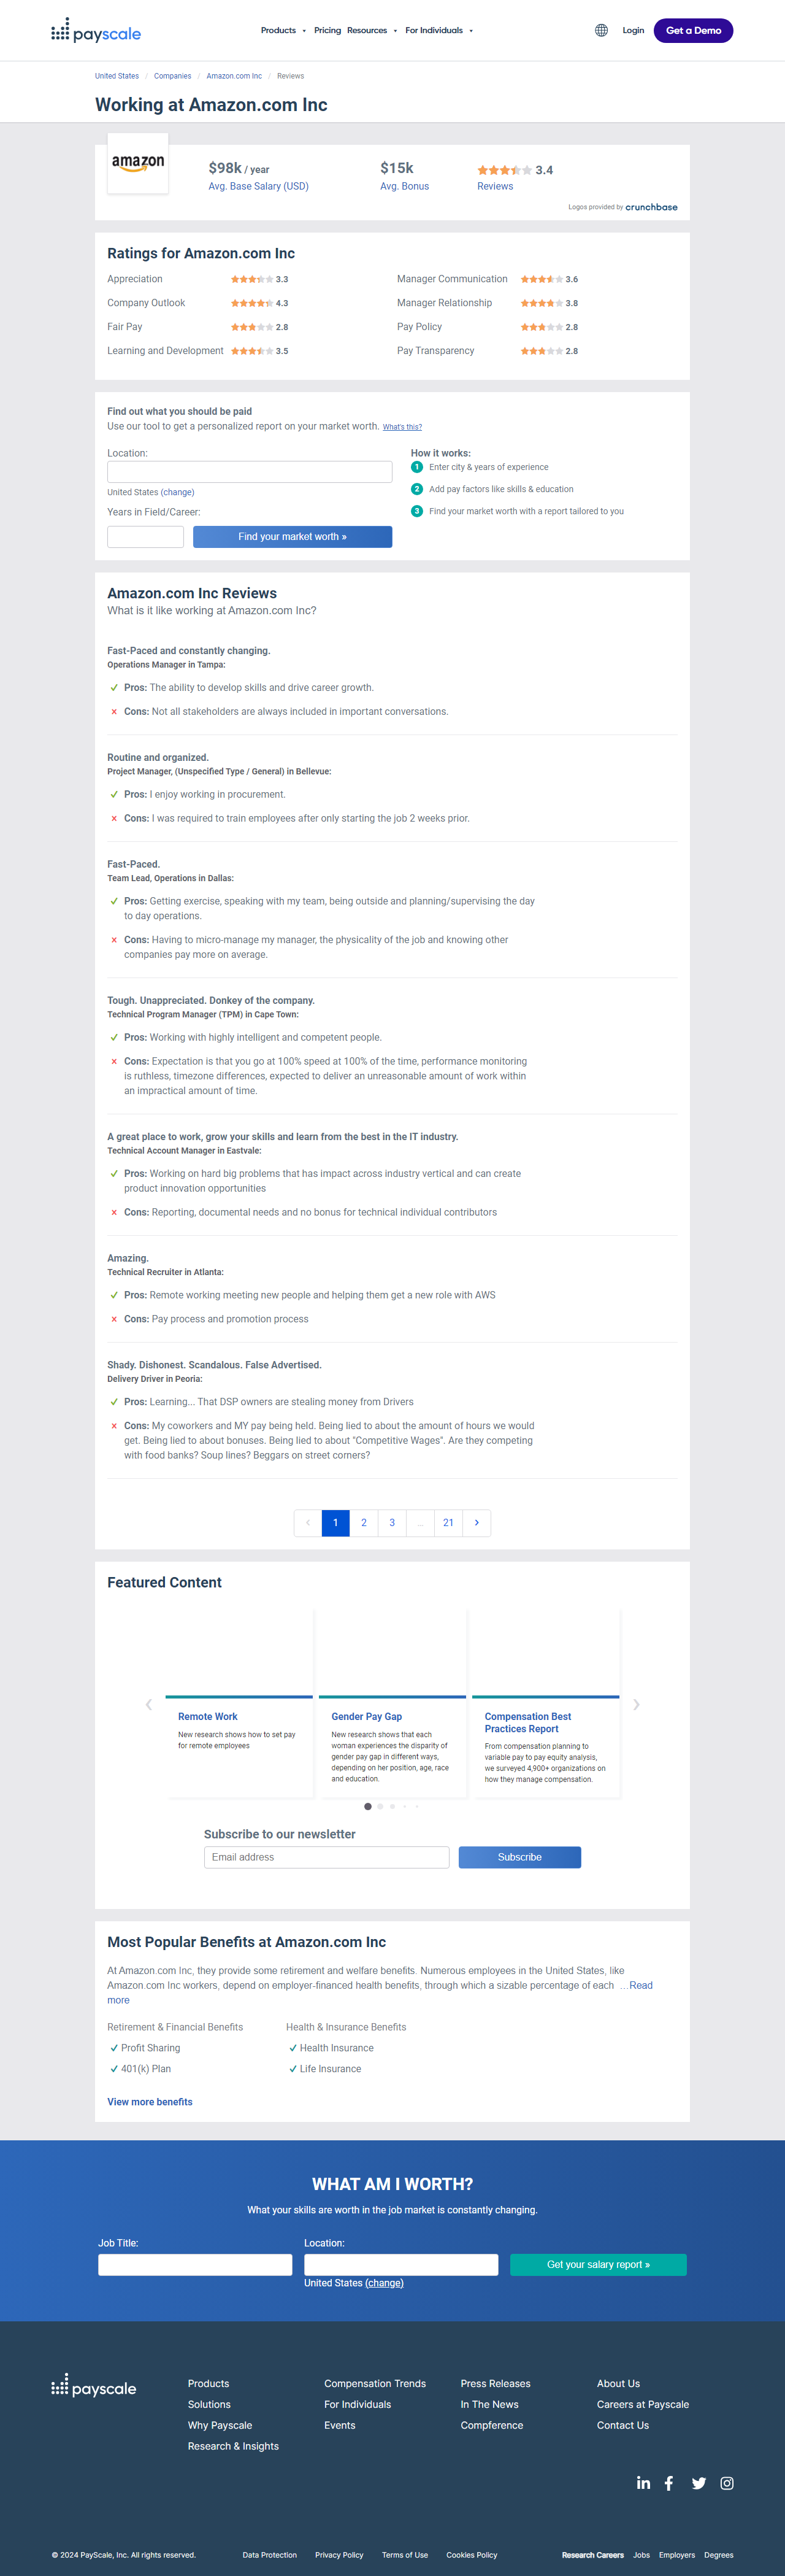 payscale
Products Pricing Resources For Individuals
Login
Get a Demo
United States / Companies / Amazon.com Inc / Reviews
Working at Amazon.com Inc
amazon
$98k / year
Avg. Base Salary (USD)
$15k
Avg. Bonus
3.4
Reviews
Logos provided by crunchbase
Ratings for Amazon.com Inc
Appreciation 3.3
Manager Communication 3.6
Company Outlook 4.3
Manager Relationship 3.8
Fair Pay 2.8
Pay Policy 2.8
Learning and Development 3.5
Pay Transparency 2.8
Find out what you should be paid
Use our tool to get a personalized report on your market worth. What's this?
Location:
United States (change)
Years in Field/Career:
Find your market worth »
How it works:
1 Enter city & years of experience
2 Add pay factors like skills & education
3 Find your market worth with a report tailored to you
Amazon.com Inc Reviews
What is it like working at Amazon.com Inc?
Fast-Paced and constantly changing.
Operations Manager in Tampa:
Pros: The ability to develop skills and drive career growth.
Cons: Not all stakeholders are always included in important conversations.
Routine and organized.
Project Manager, (Unspecified Type / General) in Bellevue:
Pros: I enjoy working in procurement.
Cons: I was required to train employees after only starting the job 2 weeks prior.
Fast-Paced.
Team Lead, Operations in Dallas:
Pros: Getting exercise, speaking with my team, being outside and planning/supervising the day
to day operations.
Cons: Having to micro-manage my manager, the physicality of the job and knowing other
companies pay more on average.
Tough. Unappreciated. Donkey of the company.
Technical Program Manager (TPM) in Cape Town:
Pros: Working with highly intelligent and competent people.
Cons: Expectation is that you go at 100% speed at 100% of the time, performance monitoring
is ruthless, timezone differences, expected to deliver an unreasonable amount of work within
an impractical amount of time.
A great place to work, grow your skills and learn from the best in the IT industry.
Technical Account Manager in Eastvale:
Pros: Working on hard big problems that has impact across industry vertical and can create
product innovation opportunities
Cons: Reporting, documental needs and no bonus for technical individual contributors
Amazing.
Technical Recruiter in Atlanta:
Pros: Remote working meeting new people and helping them get a new role with AWS
Cons: Pay process and promotion process
Shady. Dishonest. Scandalous. False Advertised.
Delivery Driver in Peoria:
Pros: Learning... That DSP owners are stealing money from Drivers
Cons: My coworkers and MY pay being held. Being lied to about the amount of hours we would
get. Being lied to about bonuses. Being lied to about "Competitive Wages". Are they competing
with food banks? Soup lines? Beggars on street corners?
‹ 1 2 3 ... 21 ›
Featured Content
Remote Work
New research shows how to set pay
for remote employees
Gender Pay Gap
New research shows that each
woman experiences the disparity of
gender pay gap in different ways,
depending on her position, age, race
and education.
Compensation Best
Practices Report
From compensation planning to
variable pay to pay equity analysis,
we surveyed 4,900+ organizations on
how they manage compensation.
Subscribe to our newsletter
Email address
Subscribe
Most Popular Benefits at Amazon.com Inc
At Amazon.com Inc, they provide some retirement and welfare benefits. Numerous employees in the United States, like
Amazon.com Inc workers, depend on employer-financed health benefits, through which a sizable percentage of each ...Read
more
Retirement & Financial Benefits
Profit Sharing
401(k) Plan
Health & Insurance Benefits
Health Insurance
Life Insurance
View more benefits
WHAT AM I WORTH?
What your skills are worth in the job market is constantly changing.
Job Title:
Location:
United States (change)
Get your salary report »
payscale
Products
Solutions
Why Payscale
Research & Insights
Compensation Trends
For Individuals
Events
Press Releases
In The News
Compference
About Us
Careers at Payscale
Contact Us
© 2024 PayScale, Inc. All rights reserved.
Data Protection Privacy Policy Terms of Use Cookies Policy
Research Careers Jobs Employers Degrees